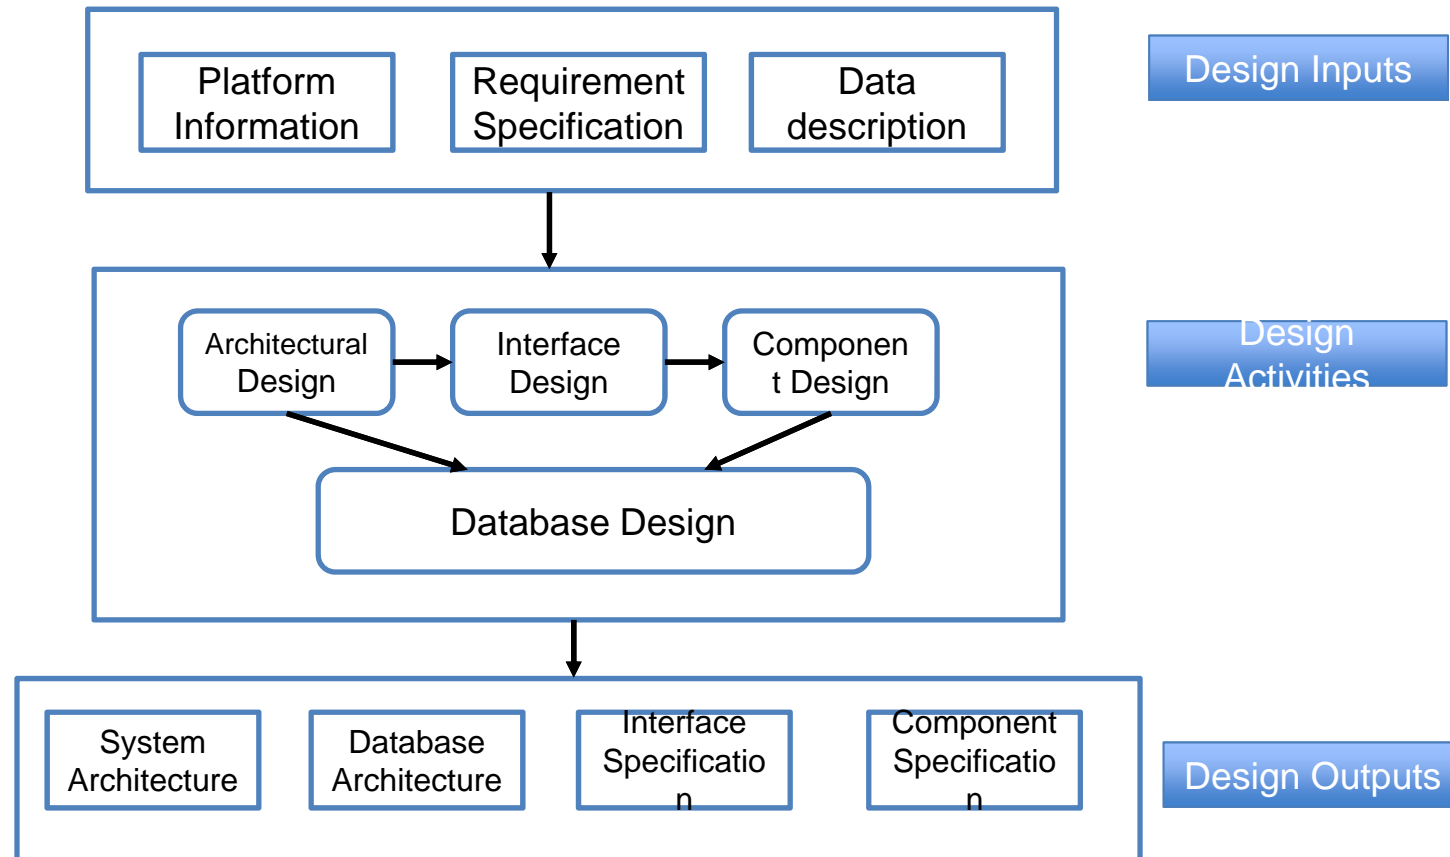 Platform
Information
Requirement
Specification
Data
description
Design Inputs
Architectural
Design
Interface
Design
Componen
t Design
Design
Activities
Database Design
System
Architecture
Database
Architecture
Interface
Specificatio
n
Component
Specificatio
n
Design Outputs